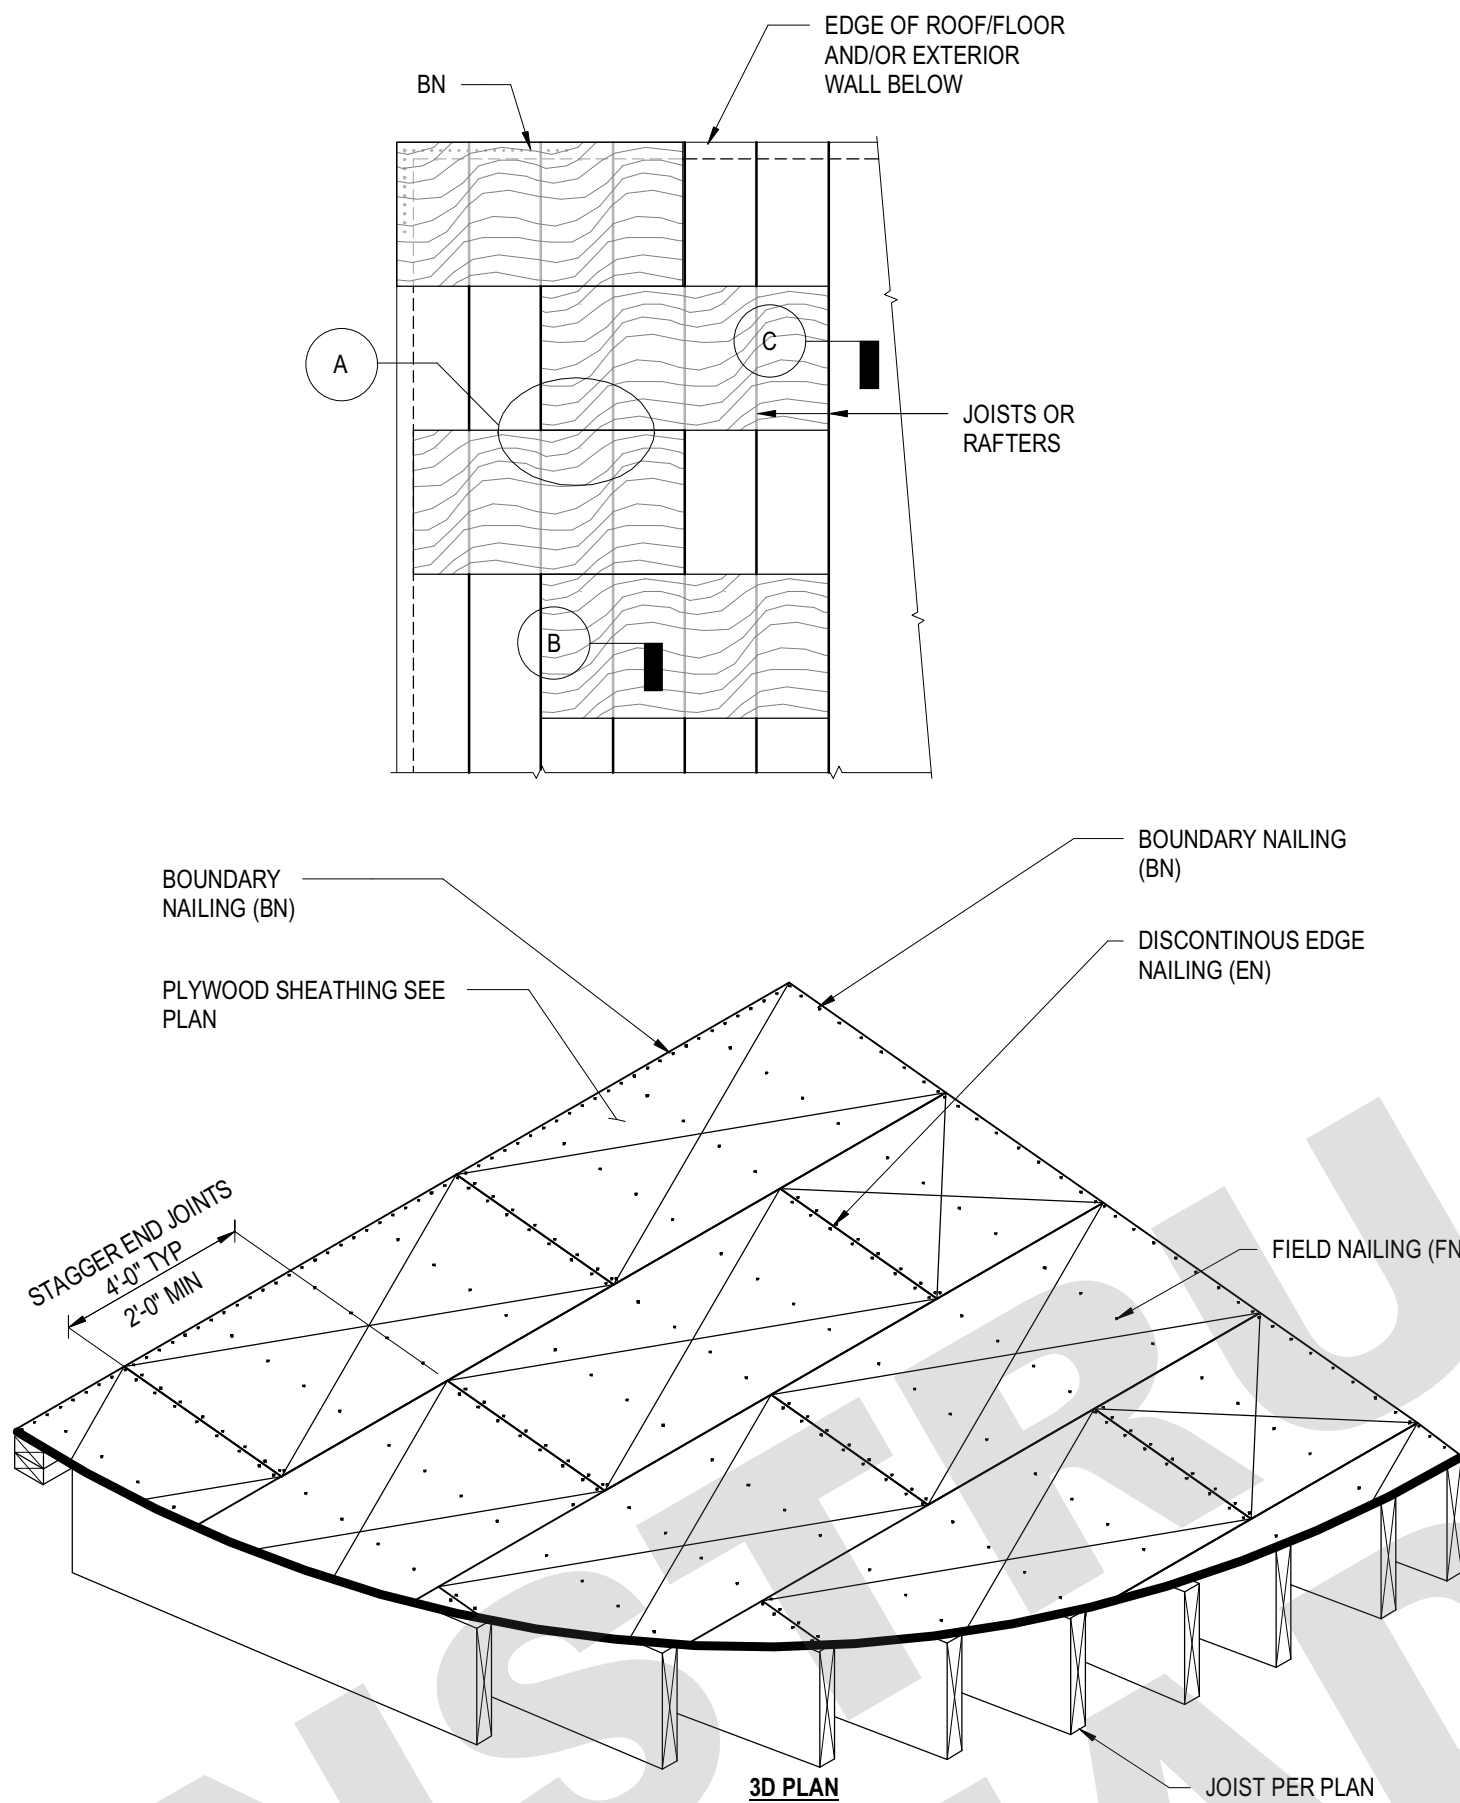 EDGE OF ROOF/FLOOR
AND/OR EXTERIOR
WALL BELOW
BN
A
C
JOISTS OR
RAFTERS
B
BOUNDARY NAILING
(BN)
BOUNDARY
NAILING (BN)
DISCONTINOUS EDGE
NAILING (EN)
PLYWOOD SHEATHING SEE
PLAN
STAGGER END JOINTS
4'-0" TYP
2'-0" MIN
FIELD NAILING (FN
3D PLAN
JOIST PER PLAN